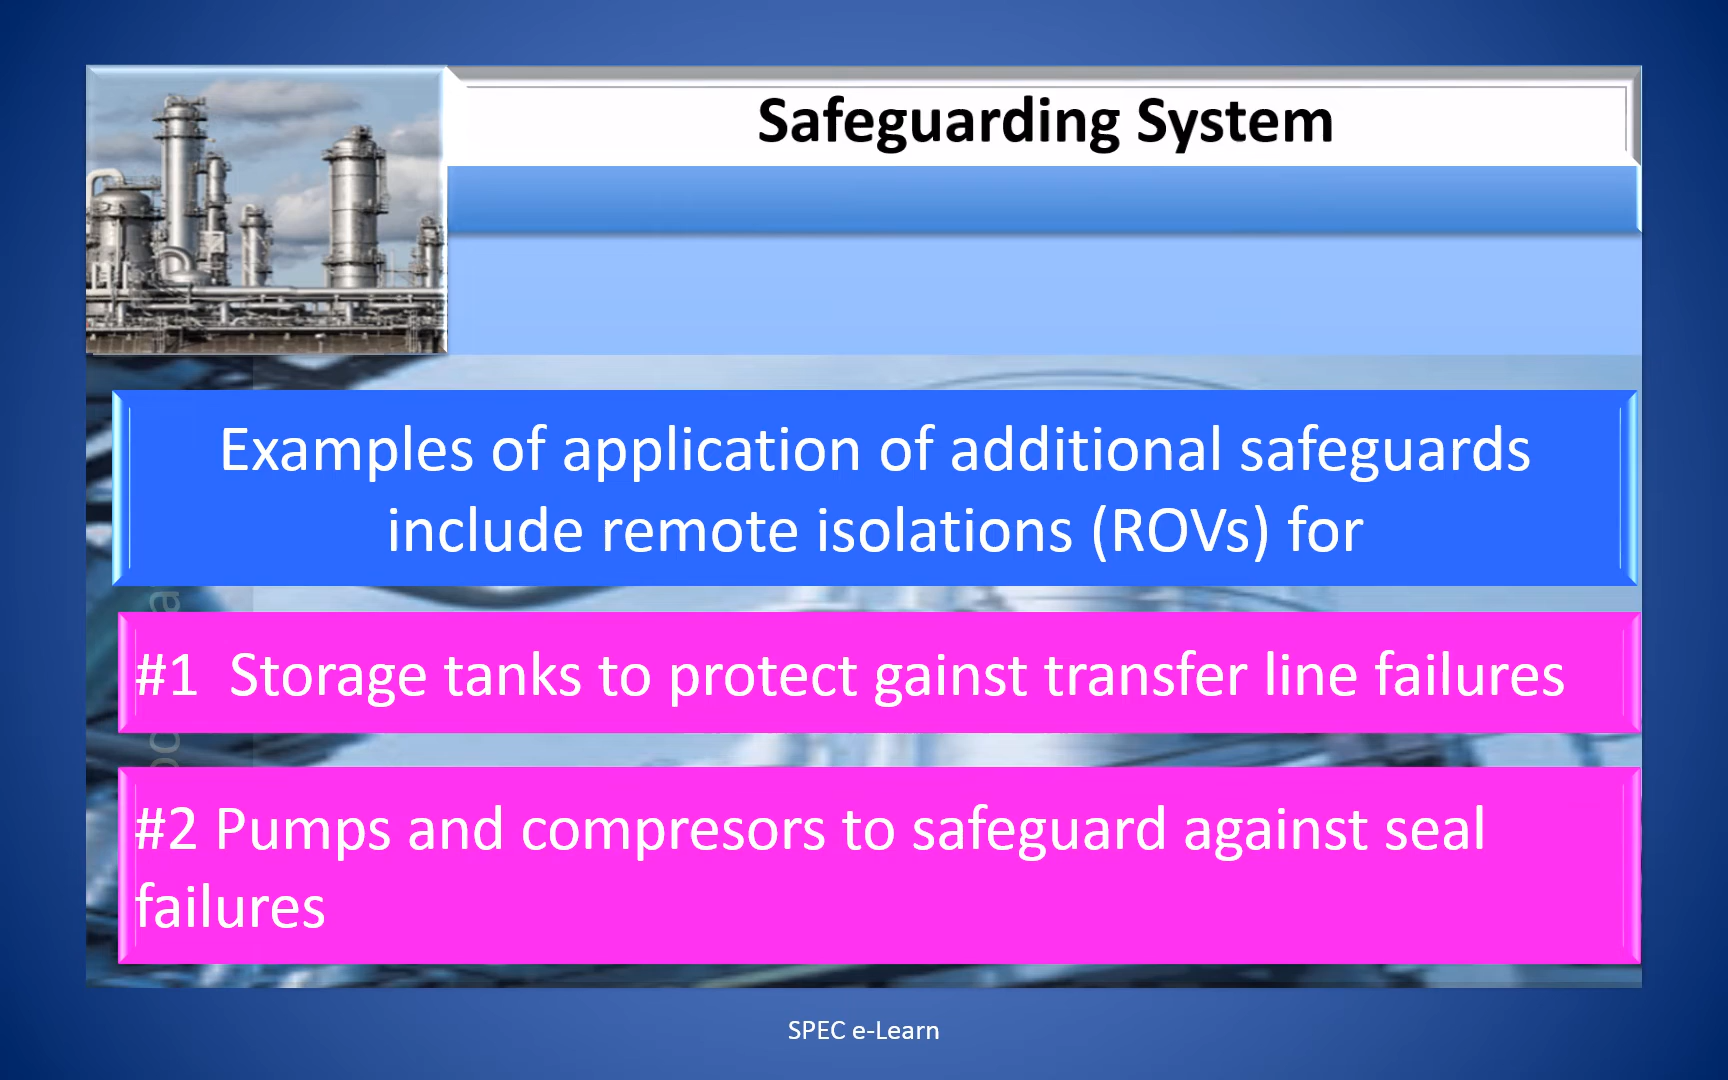 Safeguarding System
Examples of application of additional safeguards
include remote isolations (ROVs) for
#1  Storage tanks to protect gainst transfer line failures
#2 Pumps and compresors to safeguard against seal
failures
SPEC e-Learn